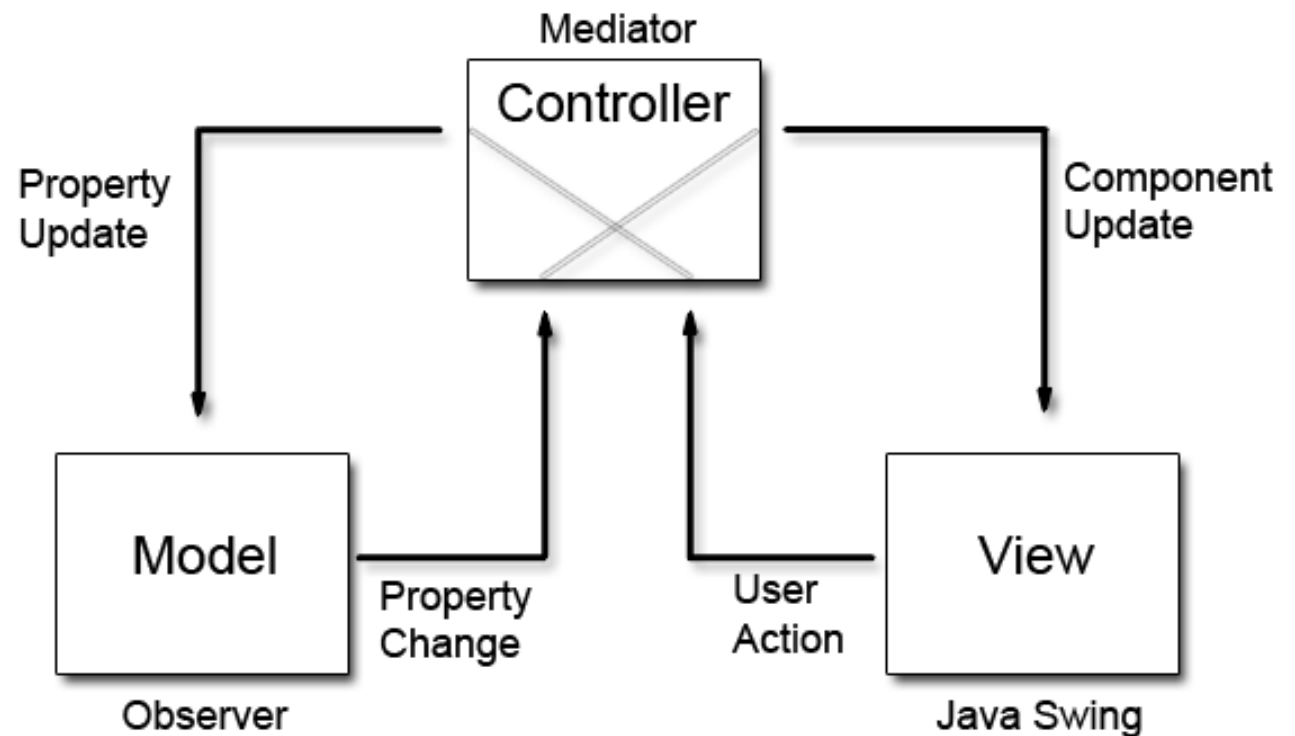 Mediator
Controller
Property
Update
Component
Update
Model
View
Property
Change
User
Action
Observer
Java Swing